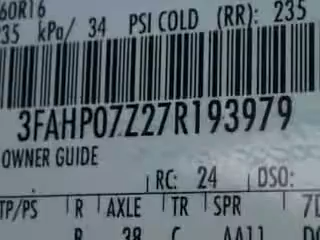 60R16
PSI COLD (RR): 235
35 kPa/ 34
3FAHP07Z27R193979
OWNER GUIDE
RC: 24 DSO:
TP/PS R AXLE TR SPR
B 38 C AA11